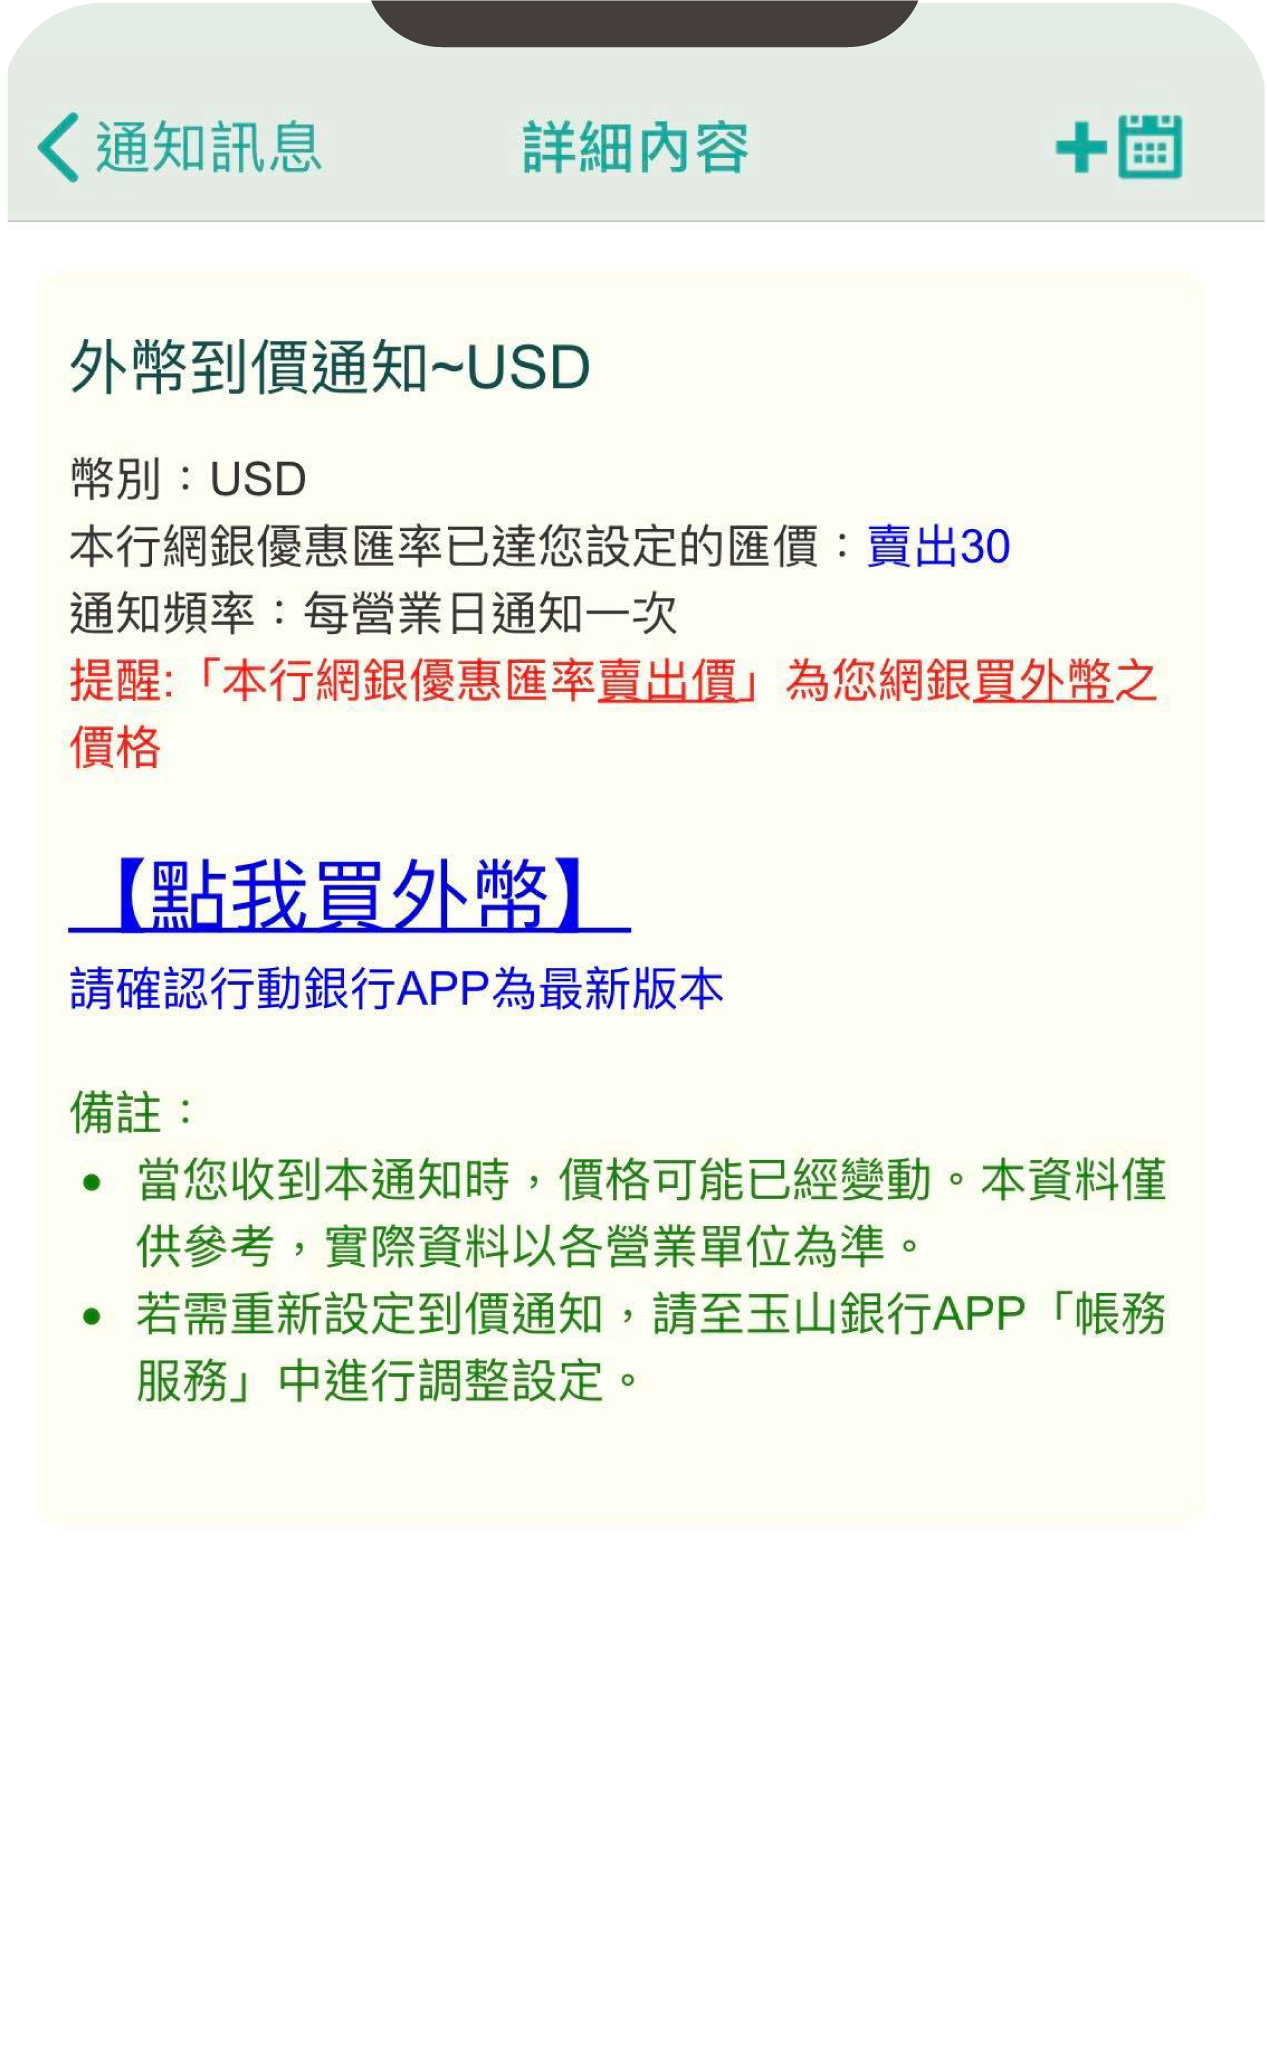 通知訊息
詳細內容
外幣到價通知~USD
幣別：USD
本行網銀優惠匯率已達您設定的匯價：賣出30
通知頻率：每營業日通知一次
提醒:「本行網銀優惠匯率賣出價」為您網銀買外幣之
價格
【點我買外幣】
請確認行動銀行APP為最新版本
備註：
• 當您收到本通知時，價格可能已經變動。本資料僅
供參考，實際資料以各營業單位為準。
• 若需重新設定到價通知，請至玉山銀行APP「帳務
服務」中進行調整設定。